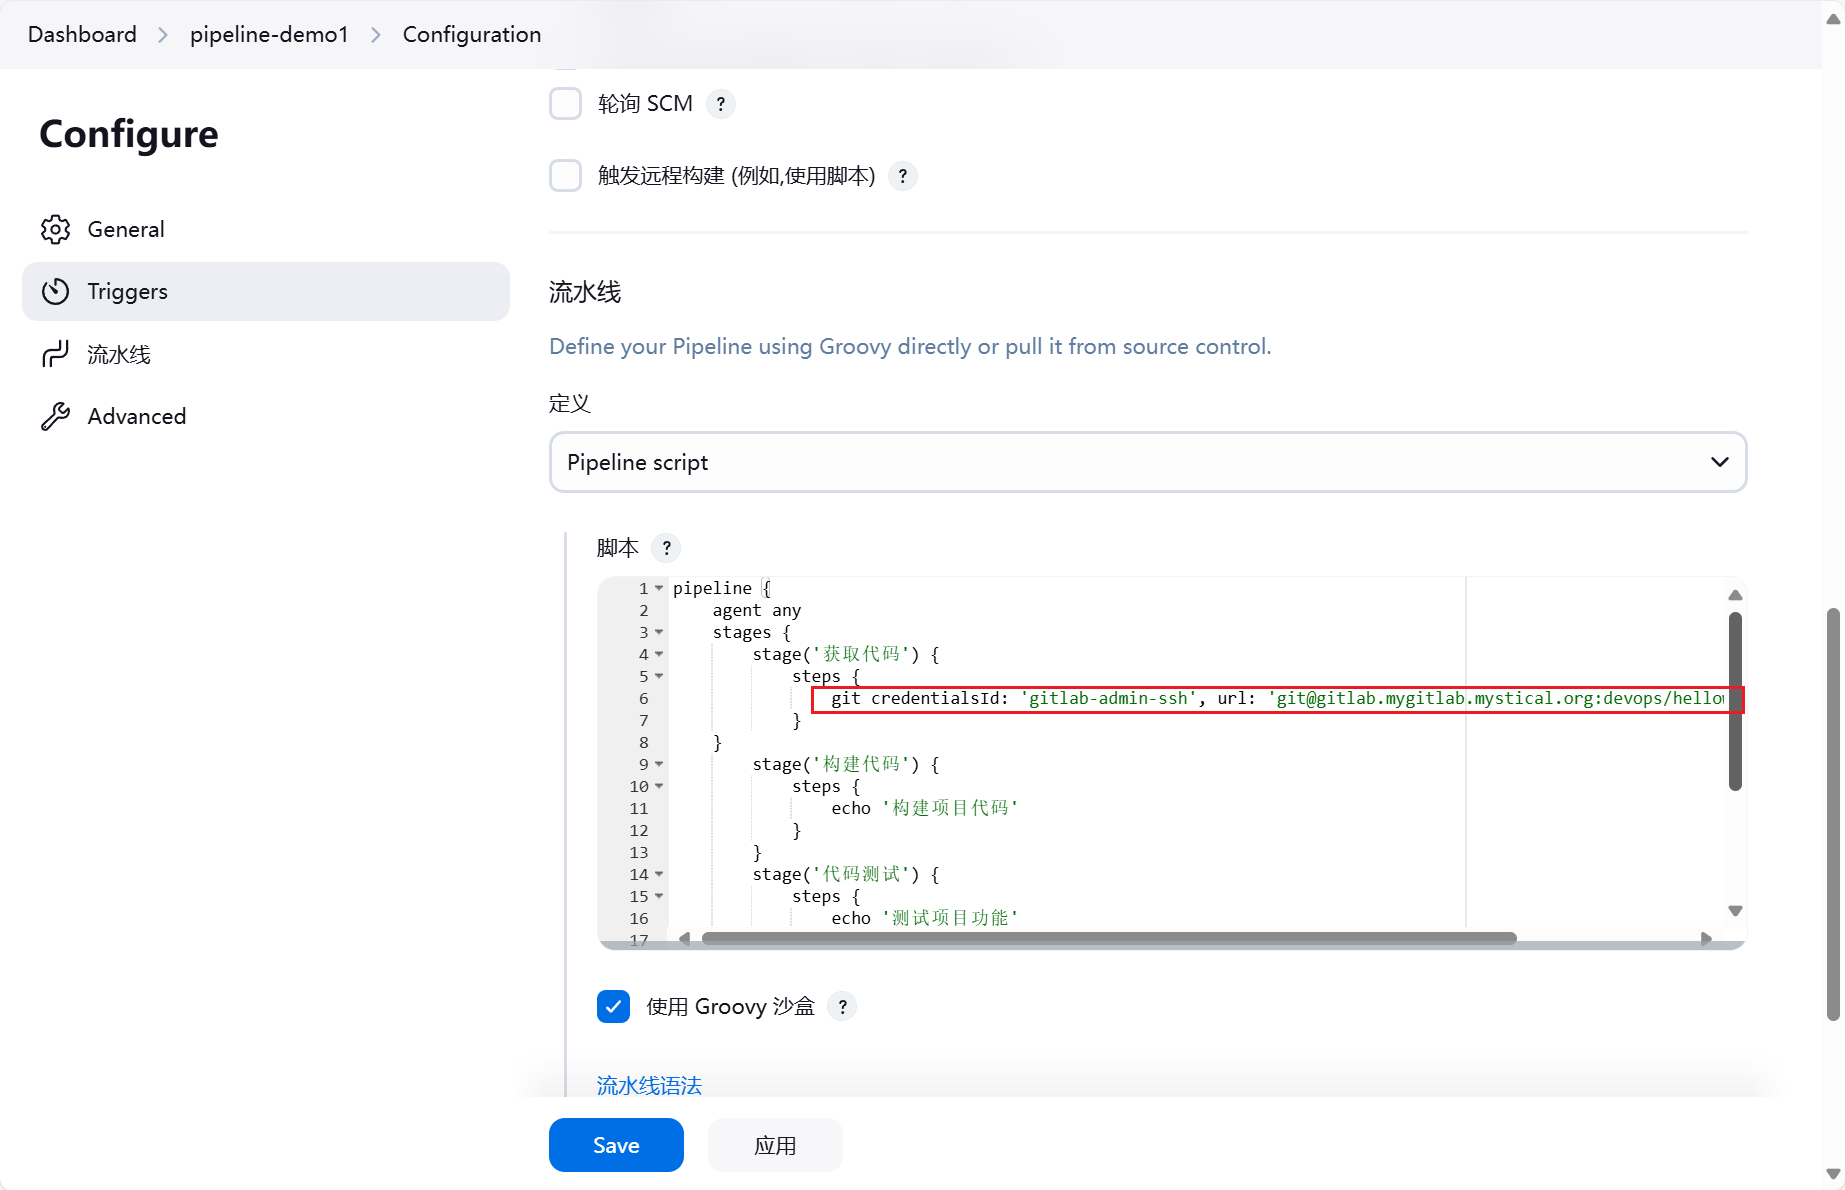 Dashboard > pipeline-demo1 > Configuration
Configure
General
Triggers
流水线
Advanced
轮询 SCM ?
触发远程构建 (例如,使用脚本) ?
流水线
Define your Pipeline using Groovy directly or pull it from source control.
定义
Pipeline script
脚本 ?
1 pipeline {
2 agent any
3 stages {
4 stage('获取代码') {
5 steps {
6 git credentialsId: 'gitlab-admin-ssh', url: 'git@gitlab.mygitlab.mystical.org:devops/hello
7 }
8 }
9 stage('构建代码') {
10 steps {
11 echo '构建项目代码'
12 }
13 }
14 stage('代码测试') {
15 steps {
16 echo '测试项目功能'
17
使用 Groovy 沙盒 ?
流水线语法
Save
应用